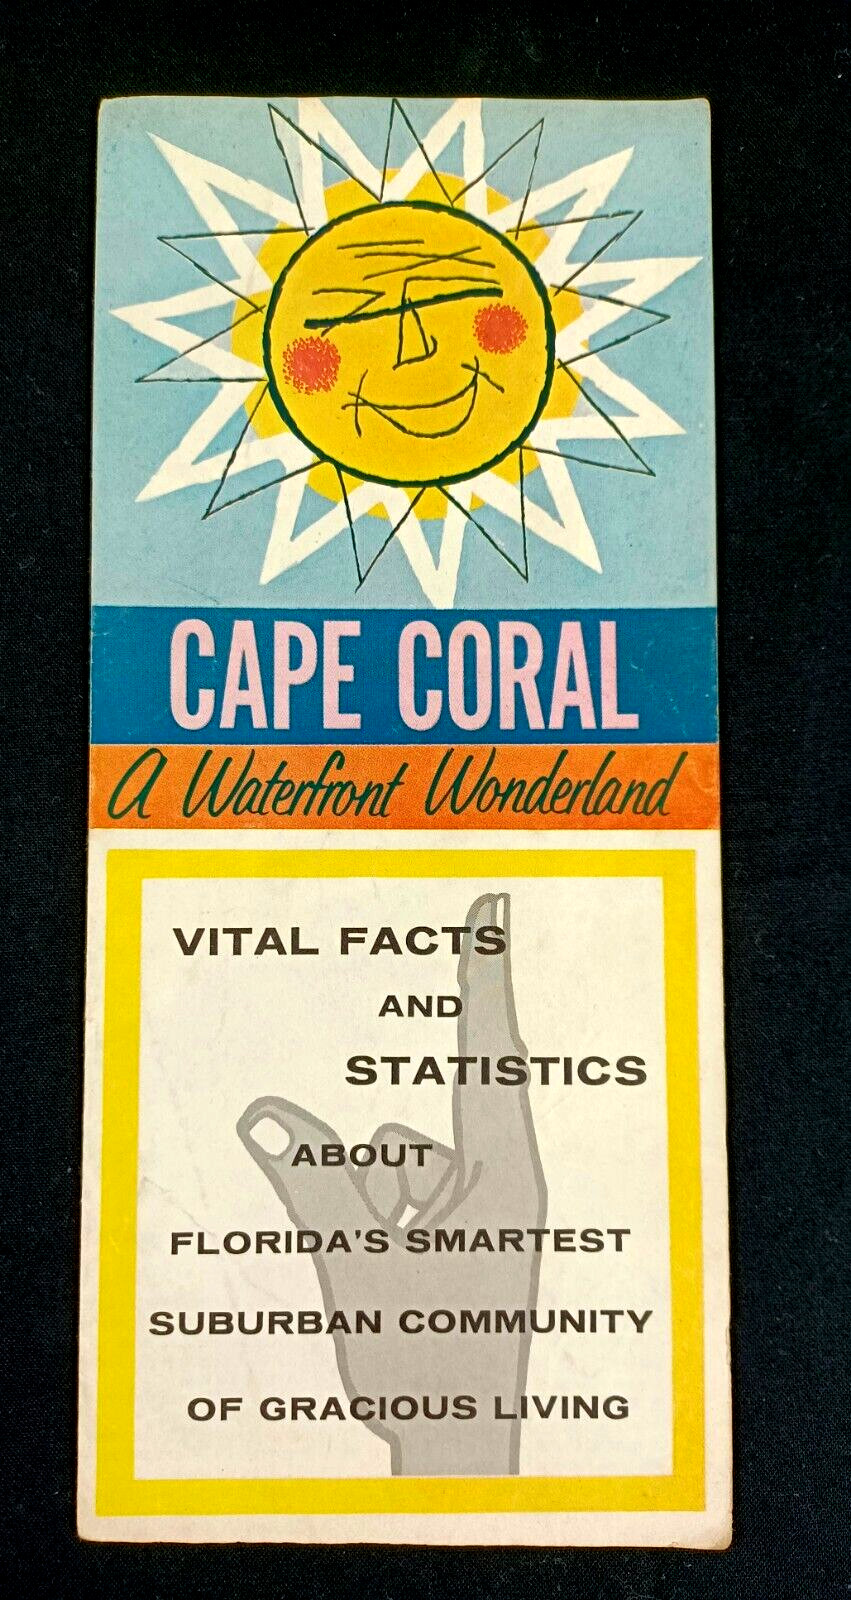 CAPE CORAL
A Waterfront Wonderland
VITAL FACTS
AND
STATISTICS
ABOUT
FLORIDA'S SMARTEST
SUBURBAN COMMUNITY
OF GRACIOUS LIVING